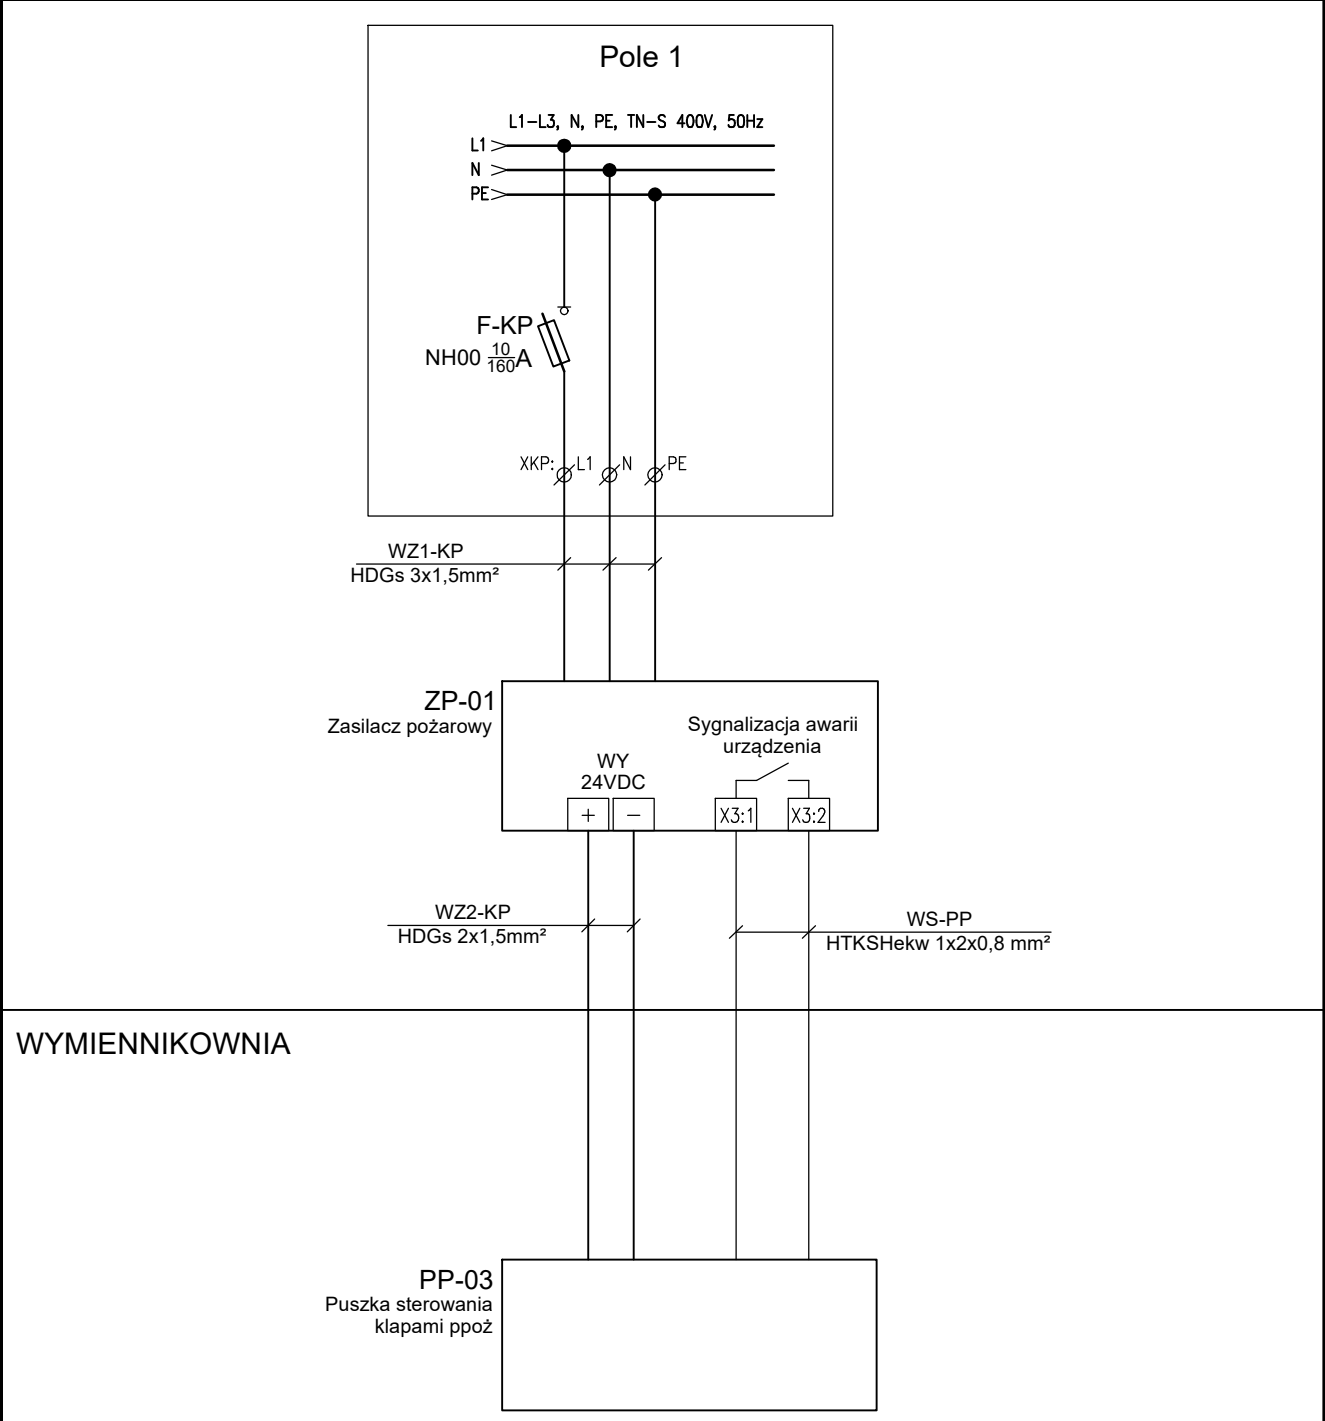 Pole 1
L1-L3, N, PE, TN-S 400V, 50Hz
L1
N
PE
F-KP
NH00 10/160 A
XKP: L1 N PE
WZ1-KP
HDGs 3x1,5mm²
ZP-01
Zasilacz pożarowy
Sygnalizacja awarii
urządzenia
WY
24VDC
+ − X3:1 X3:2
WZ2-KP
HDGs 2x1,5mm²
WS-PP
HTKSHekw 1x2x0,8 mm²
WYMIENNIKOWNIA
PP-03
Puszka sterowania
klapami ppoż